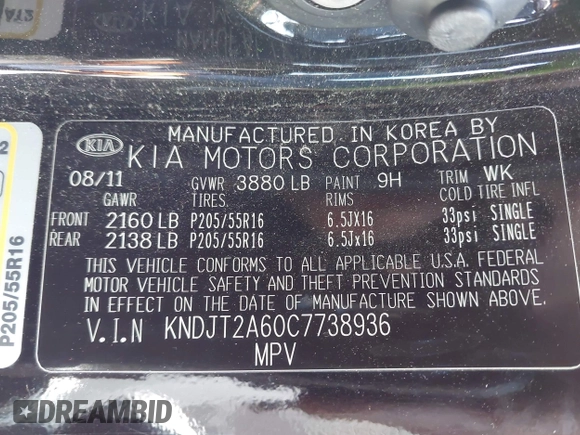 MANUFACTURED IN KOREA BY
KIA KIA MOTORS CORPORATION
08/11 GVWR 3880 LB PAINT 9H TRIM WK
GAWR TIRES. RIMS COLD TIRE INFL
FRONT 2160 LB P205/55R16 6.5JX16 33psi SINGLE
REAR 2138 LB P205/55R16 6.5Jx16 33psi SINGLE
THIS VEHICLE CONFORMS TO ALL APPLICABLE U.S.A. FEDERAL
MOTOR VEHICLE SAFETY AND THEFT PREVENTION STANDARDS
IN EFFECT ON THE DATE OF MANUFACTURE SHOWN ABOVE.
V.I.N KNDJT2A60C7738936
MPV
P205/55R16
2
DREAMBID